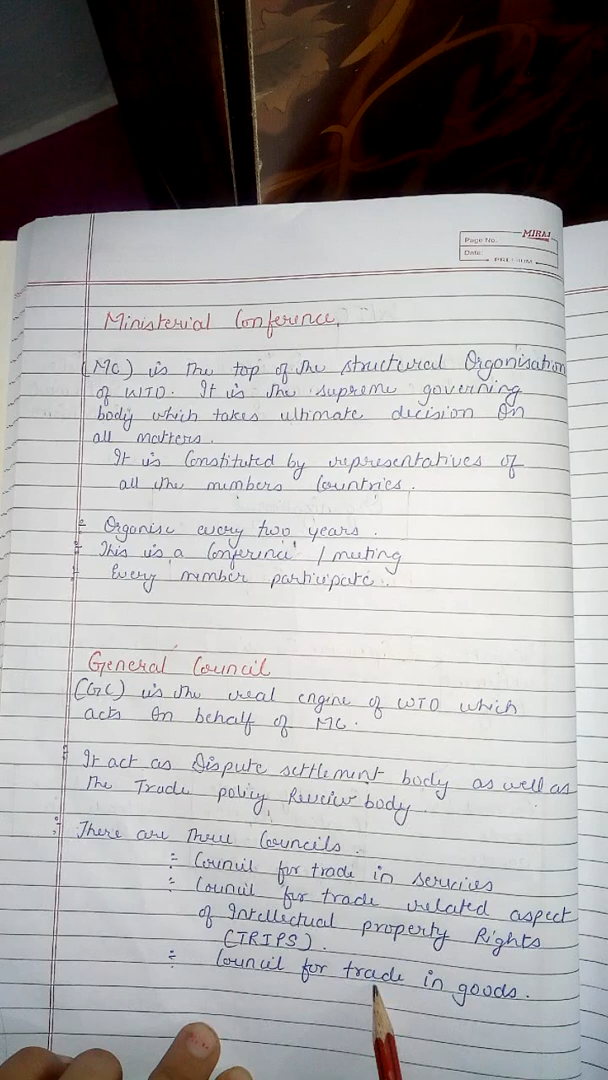 MIRAJ
Page No.
Date:
PREMIUM
Ministerial Conference.
(MC) is the top of the structural Organisation
of WTO. It is the supreme governing
body which takes ultimate decision on
all matters.
It is Constituted by representatives of
all the members Countries.
Organise every two years.
This is a Conference / meeting
Every member participate.
General Council
(GC) is the real engine of WTO which
acts on behalf of MC.
It act as Dispute settlement body as well as
the Trade policy Review body
There are Three Councils.
÷ Council for trade in services
÷ Council for trade related aspect
of Intellectual property Rights
(TRIPS).
÷ Council for trade in goods.